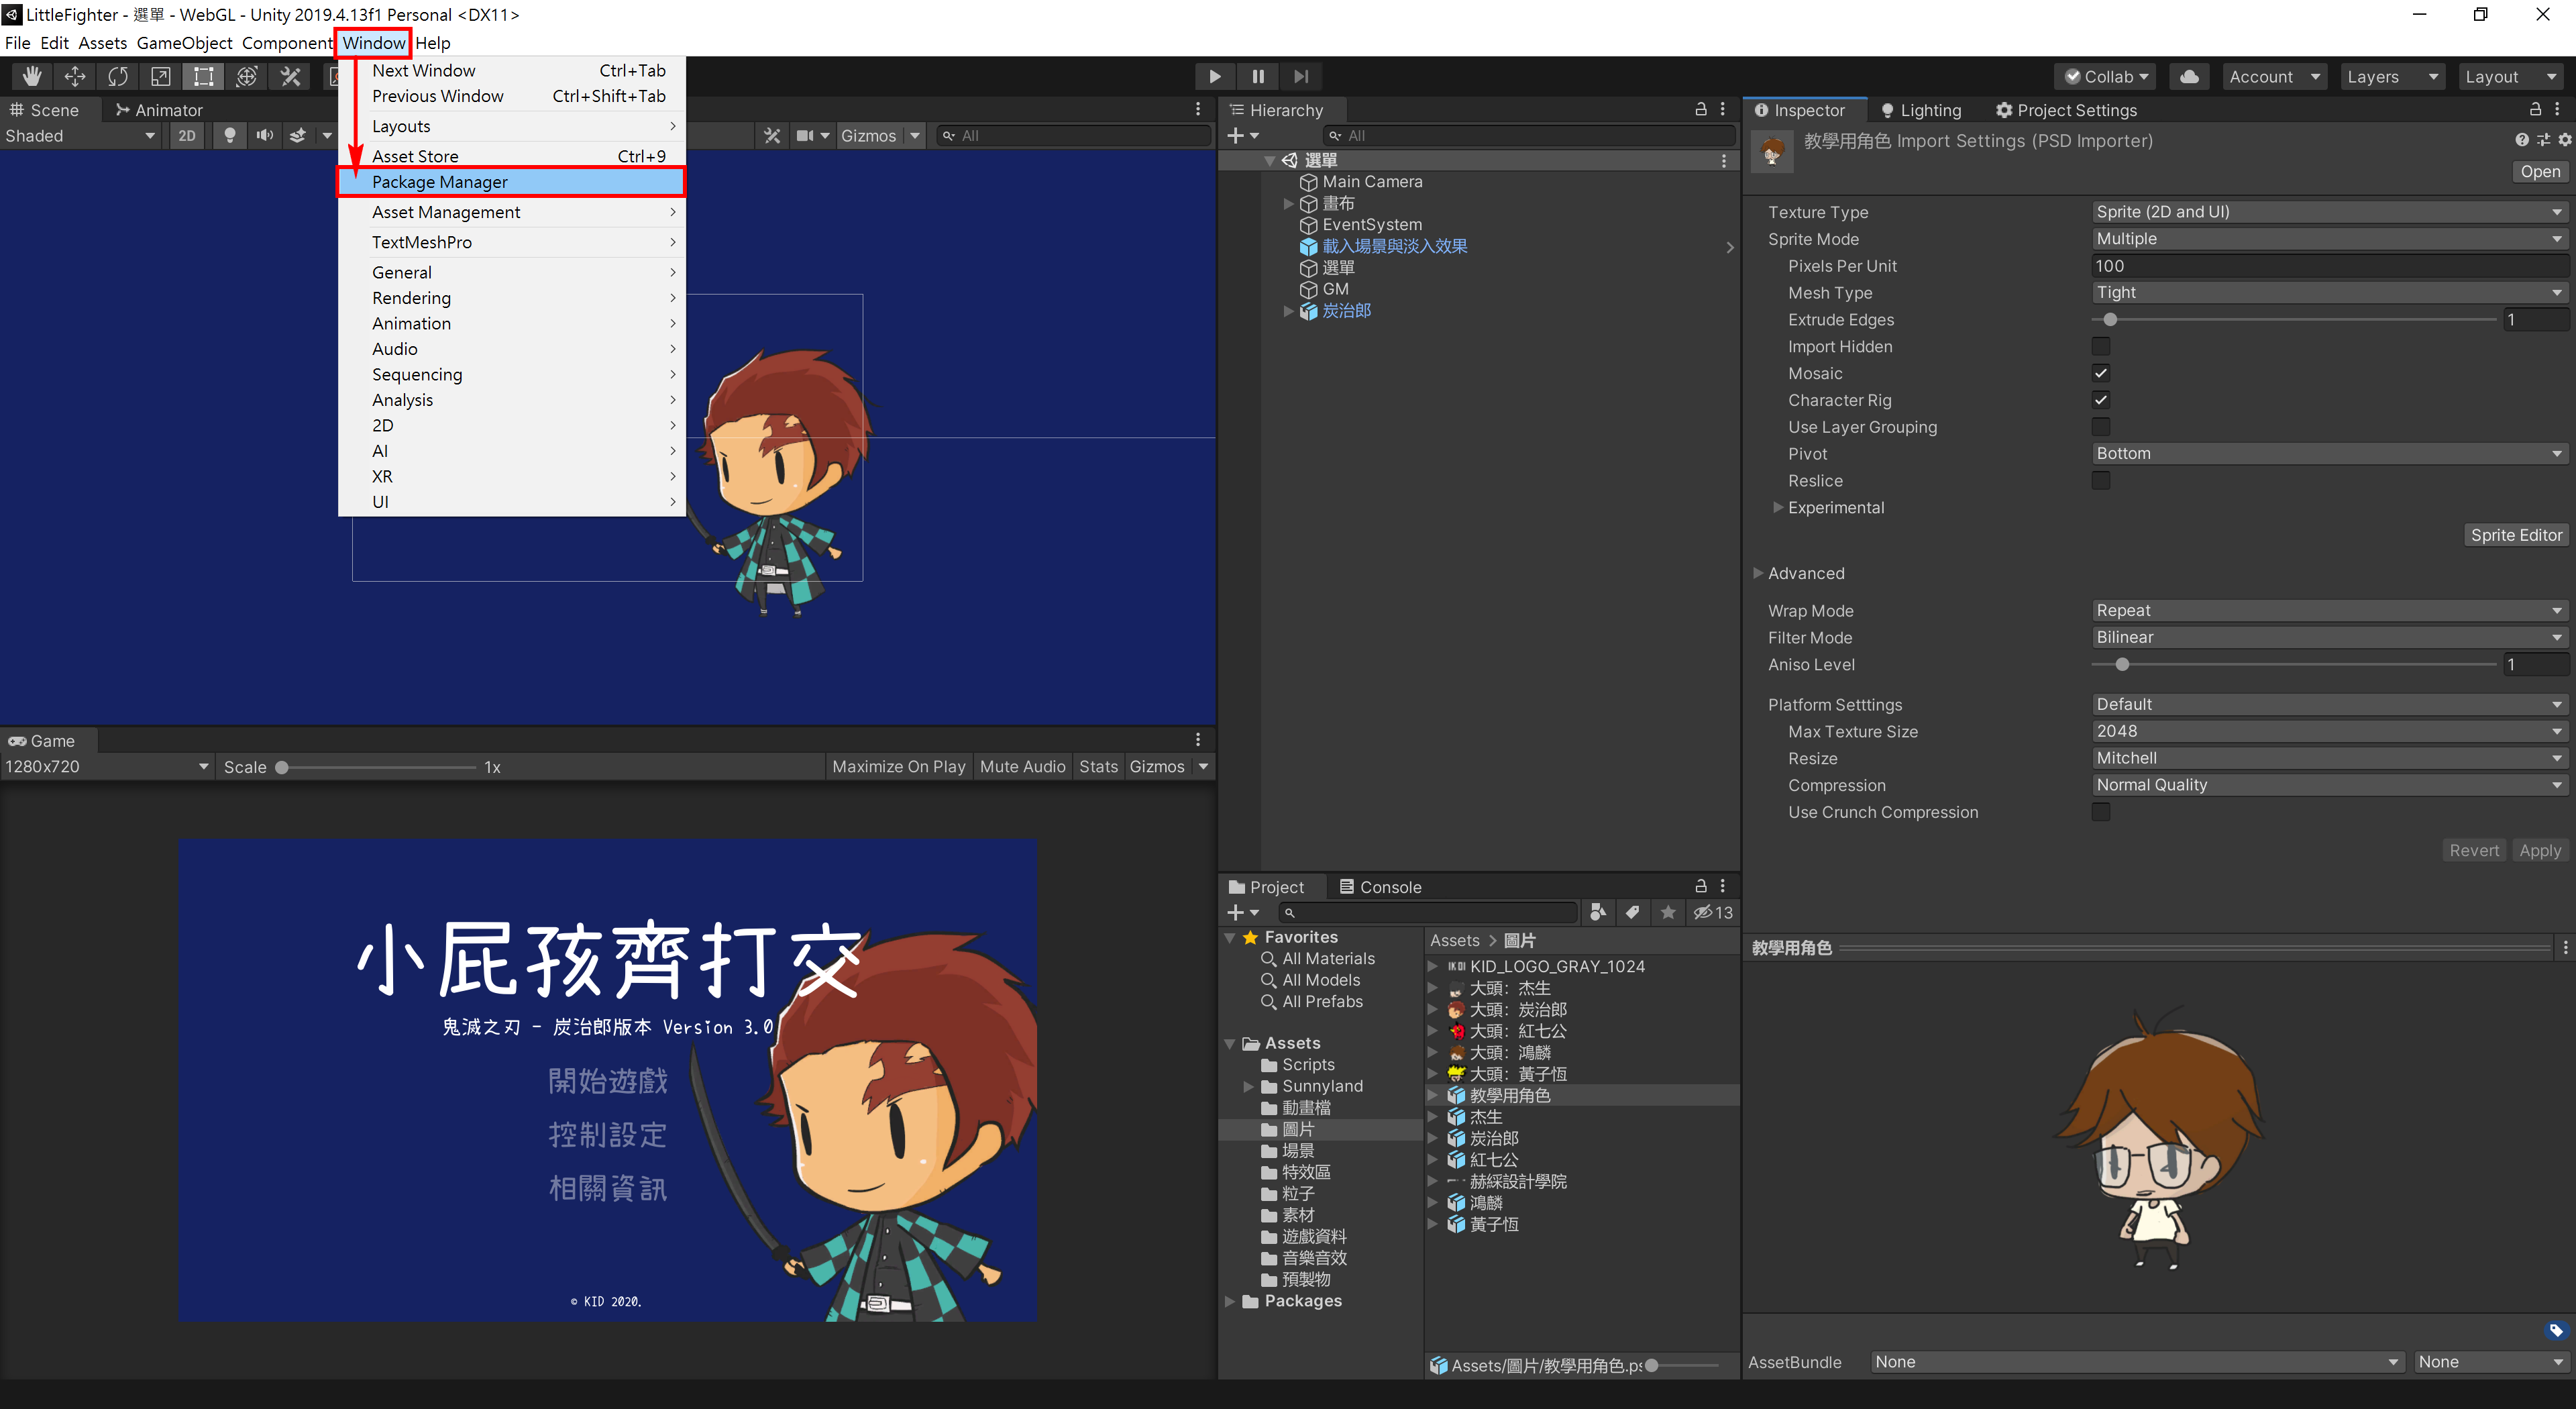 LittleFighter - 選單 - WebGL - Unity 2019.4.13f1 Personal <DX11>
File Edit Assets GameObject Component Window Help
Next Window Ctrl+Tab
Previous Window Ctrl+Shift+Tab
Layouts
Asset Store Ctrl+9
Package Manager
Asset Management
TextMeshPro
General
Rendering
Animation
Audio
Sequencing
Analysis
2D
AI
XR
UI
Collab
Account
Layers
Layout
Scene
Animator
Shaded
2D
Gizmos
All
Game
1280x720
Scale
1x
Maximize On Play
Mute Audio
Stats
Gizmos
小屁孩齊打交
鬼滅之刃 - 炭治郎版本 Version 3.0
開始遊戲
控制設定
相關資訊
© KID 2020.
Hierarchy
All
選單
Main Camera
畫布
EventSystem
載入場景與淡入效果
選單
GM
炭治郎
Project
Console
13
Favorites
All Materials
All Models
All Prefabs
Assets
Scripts
Sunnyland
動畫檔
圖片
場景
特效區
粒子
素材
遊戲資料
音樂音效
預製物
Packages
Assets > 圖片
KID_LOGO_GRAY_1024
大頭：杰生
大頭：炭治郎
大頭：紅七公
大頭：鴻麟
大頭：黃子恆
教學用角色
杰生
炭治郎
紅七公
赫綵設計學院
鴻麟
黃子恆
Assets/圖片/教學用角色.ps
Inspector
Lighting
Project Settings
教學用角色 Import Settings (PSD Importer)
Open
Texture Type Sprite (2D and UI)
Sprite Mode Multiple
Pixels Per Unit 100
Mesh Type Tight
Extrude Edges 1
Import Hidden
Mosaic
Character Rig
Use Layer Grouping
Pivot Bottom
Reslice
Experimental
Sprite Editor
Advanced
Wrap Mode Repeat
Filter Mode Bilinear
Aniso Level 1
Platform Setttings Default
Max Texture Size 2048
Resize Mitchell
Compression Normal Quality
Use Crunch Compression
Revert Apply
教學用角色
AssetBundle None None